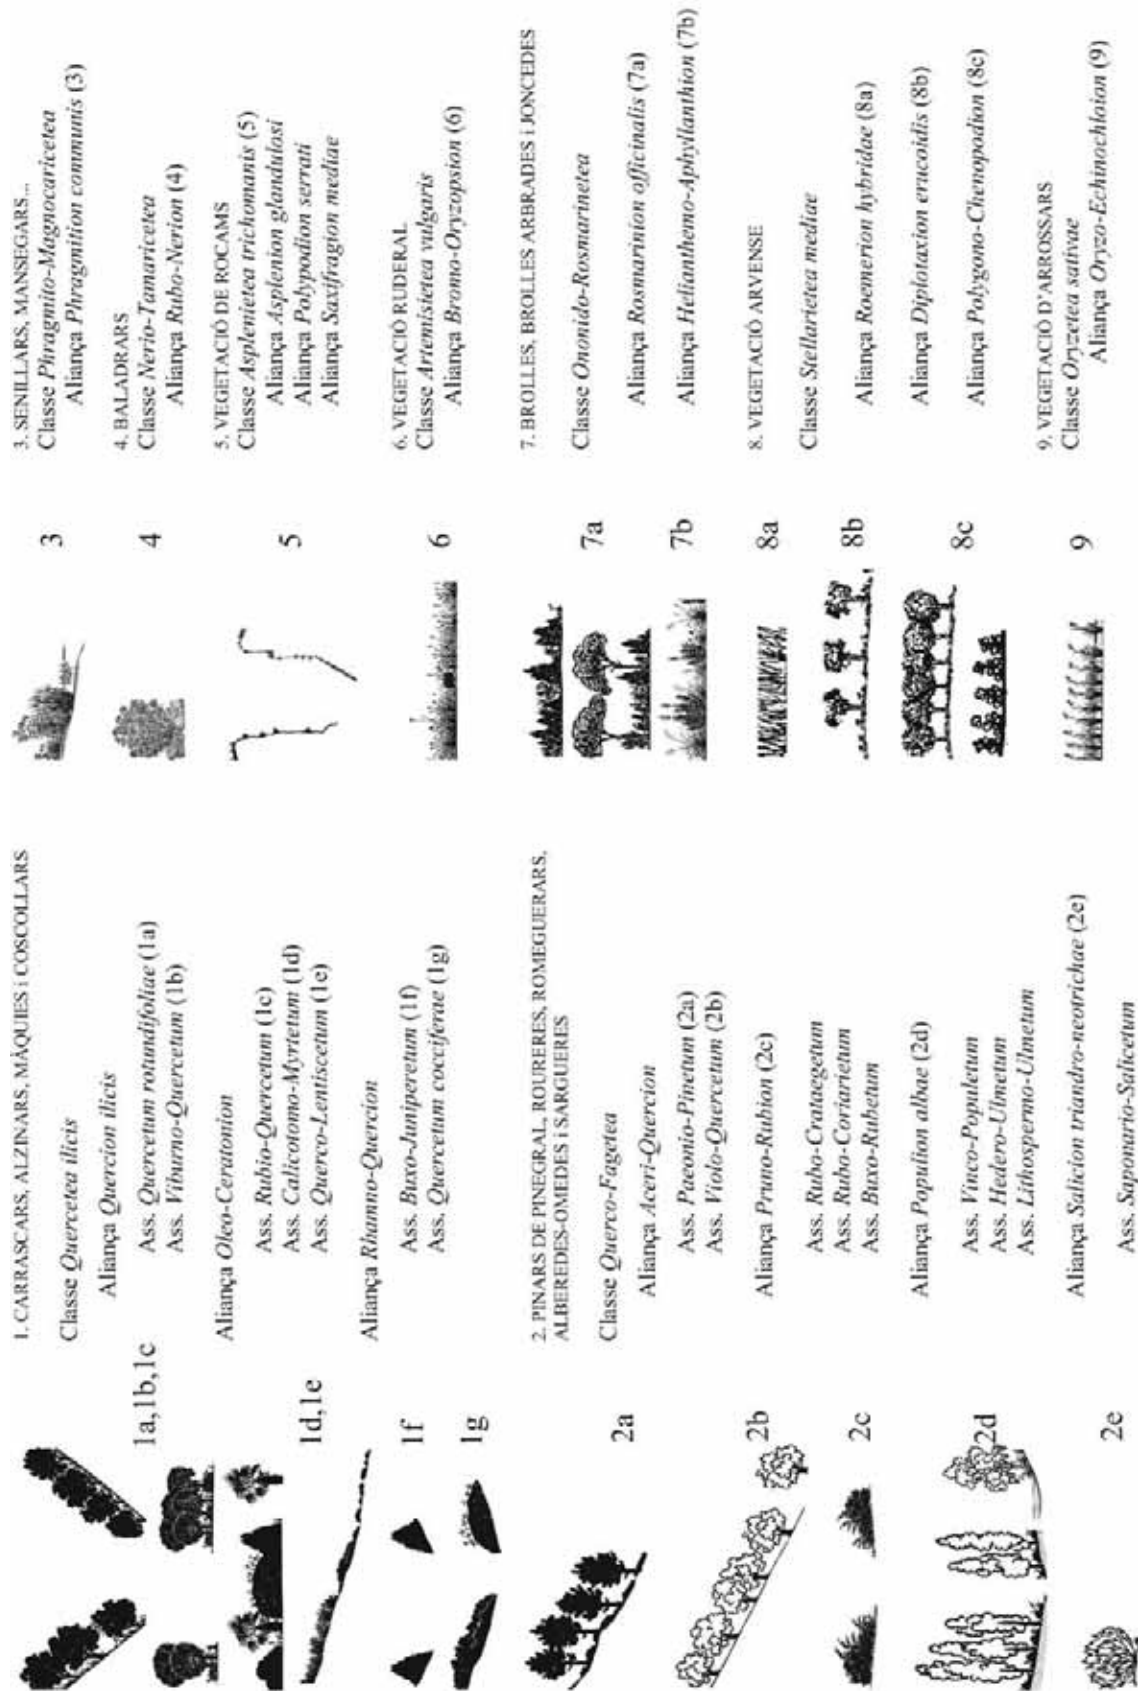 1. CARRASCARS, ALZINARS, MÀQUIES i COSCOLLARS
Classe Quercetea ilicis
Aliança Quercion ilicis
1a,1b,1c
Ass. Quercetum rotundifoliae (1a)
Ass. Viburno-Quercetum (1b)
Aliança Oleo-Ceratonion
Ass. Rubio-Quercetum (1c)
Ass. Calicotomo-Myrtetum (1d)
Ass. Querco-Lentiscetum (1e)
1d,1e
Aliança Rhamno-Quercion
1f
Ass. Buxo-Juniperetum (1f)
Ass. Quercetum cocciferae (1g)
1g
2. PINARS DE PINEGRAL, ROURERES, ROMEGUERARS,
ALBEREDES-OMEDES i SARGUERES
Classe Querco-Fagetea
2a
Aliança Aceri-Quercion
Ass. Paeonio-Pinetum (2a)
Ass. Violo-Quercetum (2b)
2b
Aliança Pruno-Rubion (2c)
Ass. Rubo-Crataegetum
Ass. Rubo-Coriarietum
Ass. Buxo-Rubetum
2c
Aliança Populion albae (2d)
Ass. Vinco-Populetum
Ass. Hedero-Ulmetum
Ass. Lithospermo-Ulmetum
2d
Aliança Salicion triandro-neotrichae (2e)
2e
Ass. Saponario-Salicetum
3. SENILLARS, MANSEGARS...
Classe Phragmito-Magnocaricetea
3
Aliança Phragmition communis (3)
4. BALADRARS
Classe Nerio-Tamaricetea
4
Aliança Rubo-Nerion (4)
5. VEGETACIÓ DE ROCAMS
Classe Asplenietea trichomanis (5)
Aliança Asplenion glandulosi
5
Aliança Polypodion serrati
Aliança Saxifragion mediae
6. VEGETACIÓ RUDERAL
Classe Artemisietea vulgaris
6
Aliança Bromo-Oryzopsion (6)
7. BROLLES, BROLLES ARBRADES i JONCEDES
Classe Ononido-Rosmarinetea
7a
Aliança Rosmarinion officinalis (7a)
7b
Aliança Heliantheno-Aphyllanthion (7b)
8. VEGETACIÓ ARVENSE
8a
Classe Stellarietea mediae
8b
Aliança Roemerion hybridae (8a)
Aliança Diplotaxion erucoidis (8b)
8c
Aliança Polygono-Chenopodion (8c)
9. VEGETACIÓ D'ARROSSARS
Classe Oryzetea sativae
9
Aliança Oryzo-Echinochloion (9)